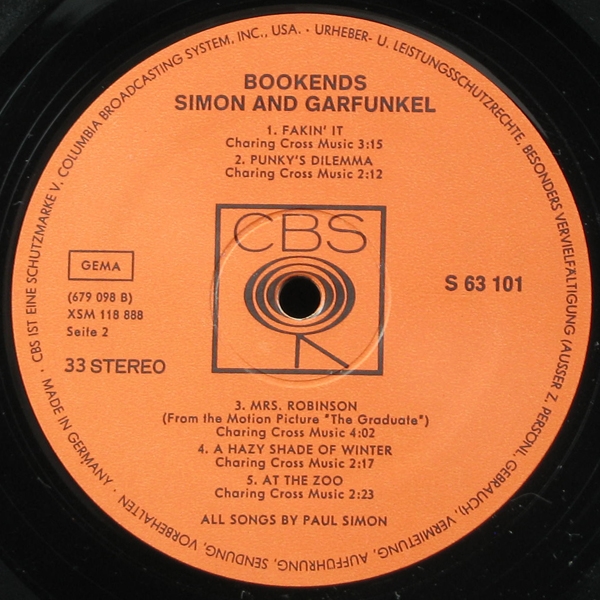 · CBS IST EINE SCHUTZMARKE V. COLUMBIA BROADCASTING SYSTEM, INC., USA. · URHEBER- U. LEISTUNGSSCHUTZRECHTE, BESONDERS VERVIELFÄLTIGUNG (AUSSER Z. PERSÖNL. GEBRAUCH), VERMIETUNG, AUFFÜHRUNG, SENDUNG, VORBEHALTEN · MADE IN GERMANY
BOOKENDS
SIMON AND GARFUNKEL
1. FAKIN' IT
Charing Cross Music 3:15
2. PUNKY'S DILEMMA
Charing Cross Music 2:12
CBS
GEMA
(679 098 B)
XSM 118 888
Seite 2
33 STEREO
S 63 101
3. MRS. ROBINSON
(From the Motion Picture "The Graduate")
Charing Cross Music 4:02
4. A HAZY SHADE OF WINTER
Charing Cross Music 2:17
5. AT THE ZOO
Charing Cross Music 2:23
ALL SONGS BY PAUL SIMON